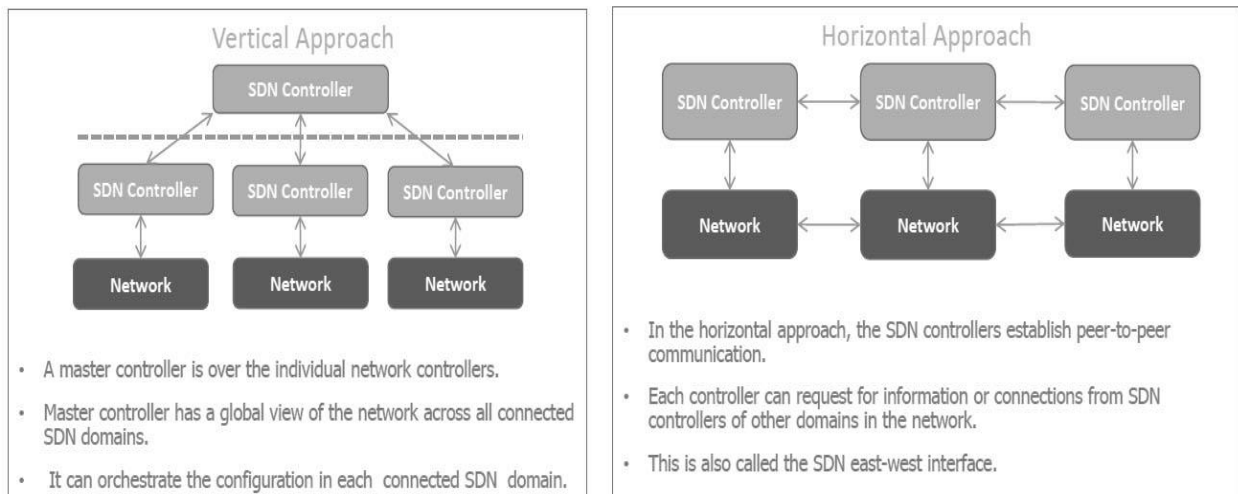 Vertical Approach
SDN Controller
SDN Controller
SDN Controller
SDN Controller
Network
Network
Network
• A master controller is over the individual network controllers.
• Master controller has a global view of the network across all connected
SDN domains.
• It can orchestrate the configuration in each connected SDN domain.
Horizontal Approach
SDN Controller
SDN Controller
SDN Controller
Network
Network
Network
• In the horizontal approach, the SDN controllers establish peer-to-peer
communication.
• Each controller can request for information or connections from SDN
controllers of other domains in the network.
• This is also called the SDN east-west interface.